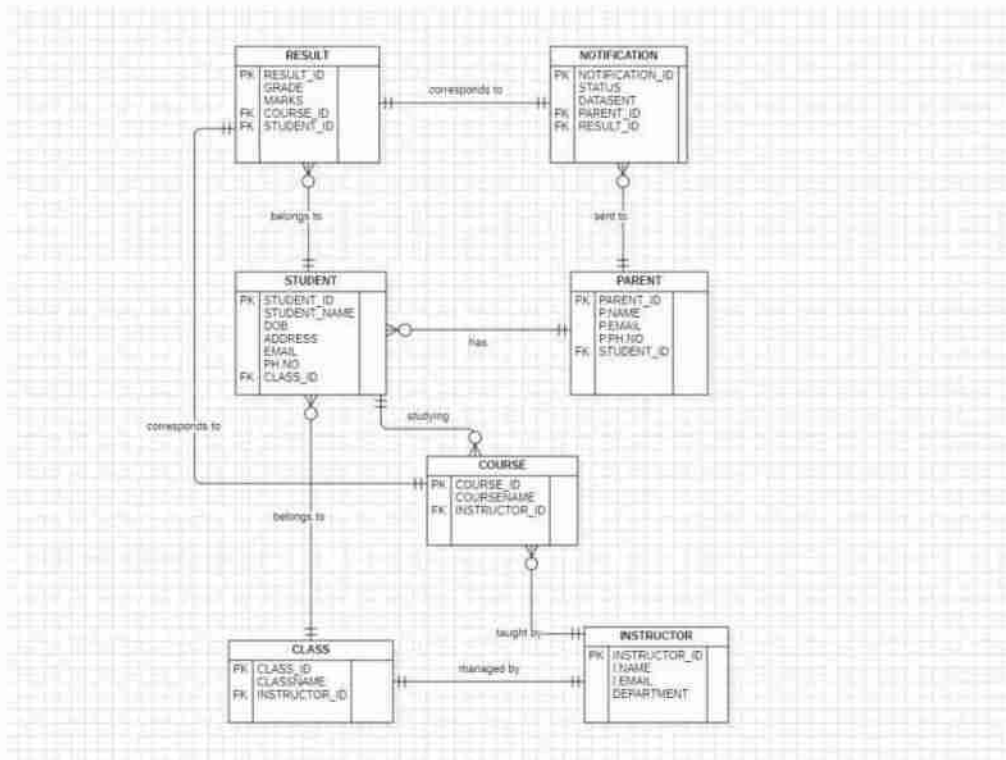 RESULT
PK RESULT_ID
GRADE
MARKS
FK COURSE_ID
FK STUDENT_ID
corresponds to
NOTIFICATION
PK NOTIFICATION_ID
STATUS
DATASENT
FK PARENT_ID
FK RESULT_ID
belongs to
sent to
STUDENT
PK STUDENT_ID
STUDENT_NAME
DOB
ADDRESS
EMAIL
PH.NO
FK CLASS_ID
has
PARENT
PK PARENT_ID
P.NAME
P.EMAIL
P.PH.NO
FK STUDENT_ID
studying
corresponds to
COURSE
PK COURSE_ID
COURSENAME
FK INSTRUCTOR_ID
belongs to
taught by
CLASS
PK CLASS_ID
CLASSNAME
FK INSTRUCTOR_ID
managed by
INSTRUCTOR
PK INSTRUCTOR_ID
I.NAME
I.EMAIL
DEPARTMENT